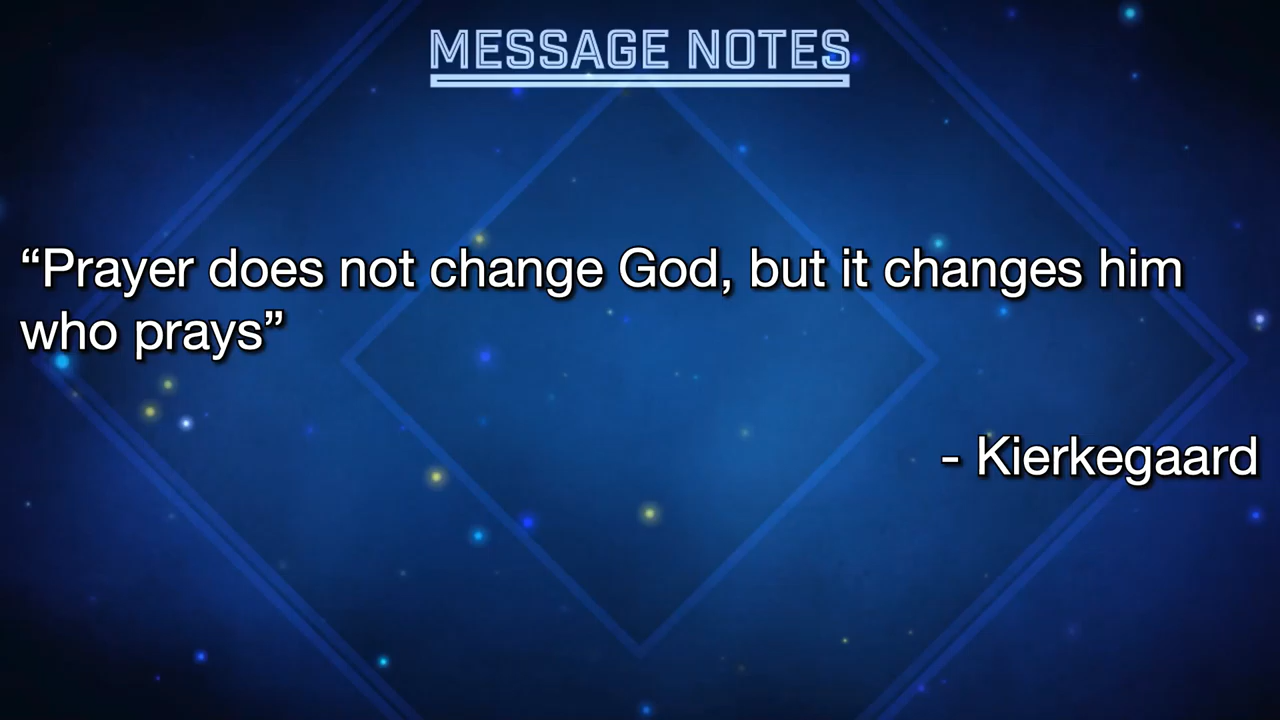 MESSAGE NOTES
“Prayer does not change God, but it changes him
who prays”
- Kierkegaard